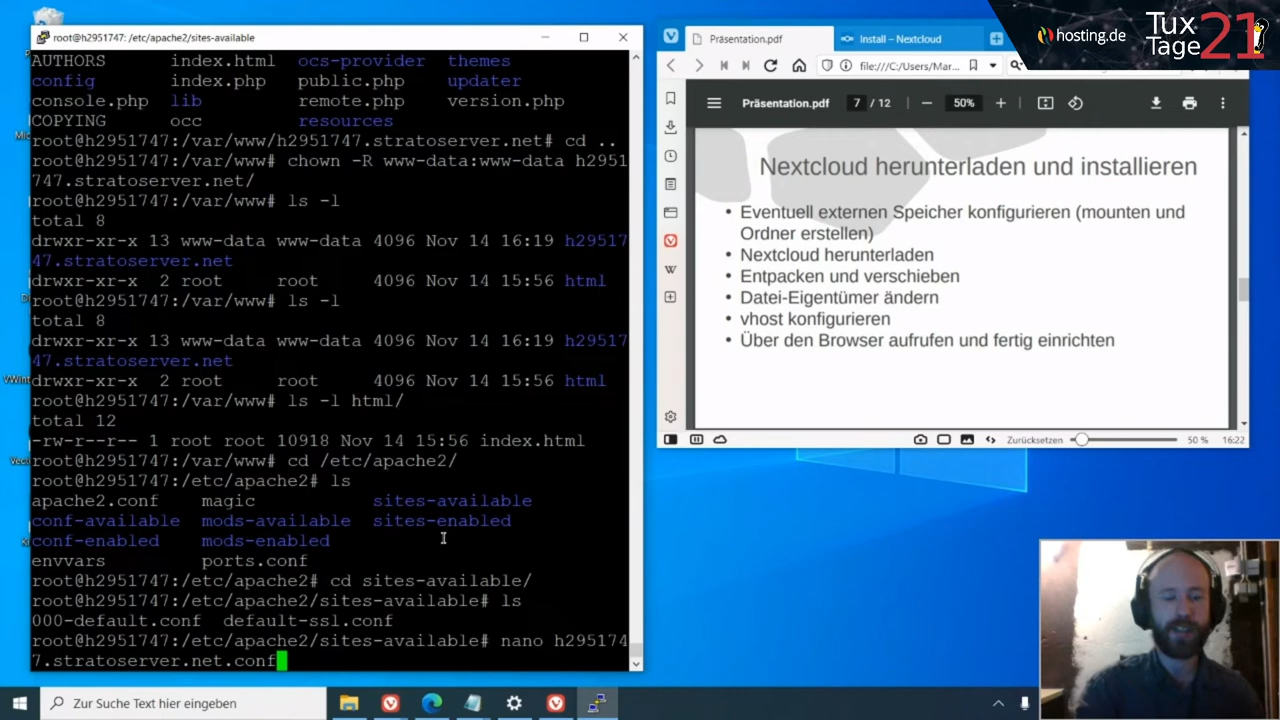 root@h2951747: /etc/apache2/sites-available
AUTHORS index.html ocs-provider themes
config index.php public.php updater
console.php lib remote.php version.php
COPYING occ resources
root@h2951747:/var/www/h2951747.stratoserver.net# cd ..
root@h2951747:/var/www# chown -R www-data:www-data h2951
747.stratoserver.net/
root@h2951747:/var/www# ls -l
total 8
drwxr-xr-x 13 www-data www-data 4096 Nov 14 16:19 h29517
47.stratoserver.net
drwxr-xr-x 2 root root 4096 Nov 14 15:56 html
root@h2951747:/var/www# ls -l
total 8
drwxr-xr-x 13 www-data www-data 4096 Nov 14 16:19 h29517
47.stratoserver.net
drwxr-xr-x 2 root root 4096 Nov 14 15:56 html
root@h2951747:/var/www# ls -l html/
total 12
-rw-r--r-- 1 root root 10918 Nov 14 15:56 index.html
root@h2951747:/var/www# cd /etc/apache2/
root@h2951747:/etc/apache2# ls
apache2.conf magic sites-available
conf-available mods-available sites-enabled
conf-enabled mods-enabled
envvars ports.conf
root@h2951747:/etc/apache2# cd sites-available/
root@h2951747:/etc/apache2/sites-available# ls
000-default.conf default-ssl.conf
root@h2951747:/etc/apache2/sites-available# nano h295174
7.stratoserver.net.conf
Präsentation.pdf
Install – Nextcloud
file:///C:/Users/Mar...
Präsentation.pdf
7 / 12
50%
Nextcloud herunterladen und installieren
• Eventuell externen Speicher konfigurieren (mounten und
Ordner erstellen)
• Nextcloud herunterladen
• Entpacken und verschieben
• Datei-Eigentümer ändern
• vhost konfigurieren
• Über den Browser aufrufen und fertig einrichten
Zurücksetzen
50 %
16:22
hosting.de
Tux
Tage
21
Zur Suche Text hier eingeben